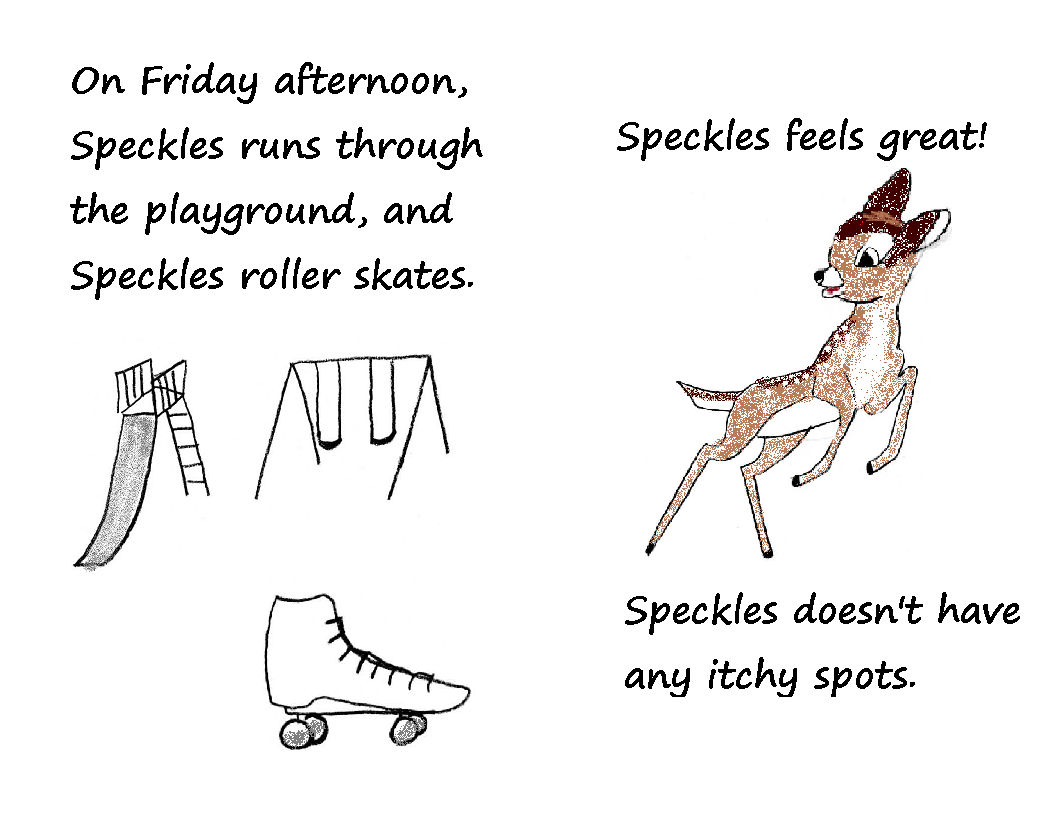 On Friday afternoon,
Speckles runs through
the playground, and
Speckles roller skates.
Speckles feels great!
Speckles doesn't have
any itchy spots.